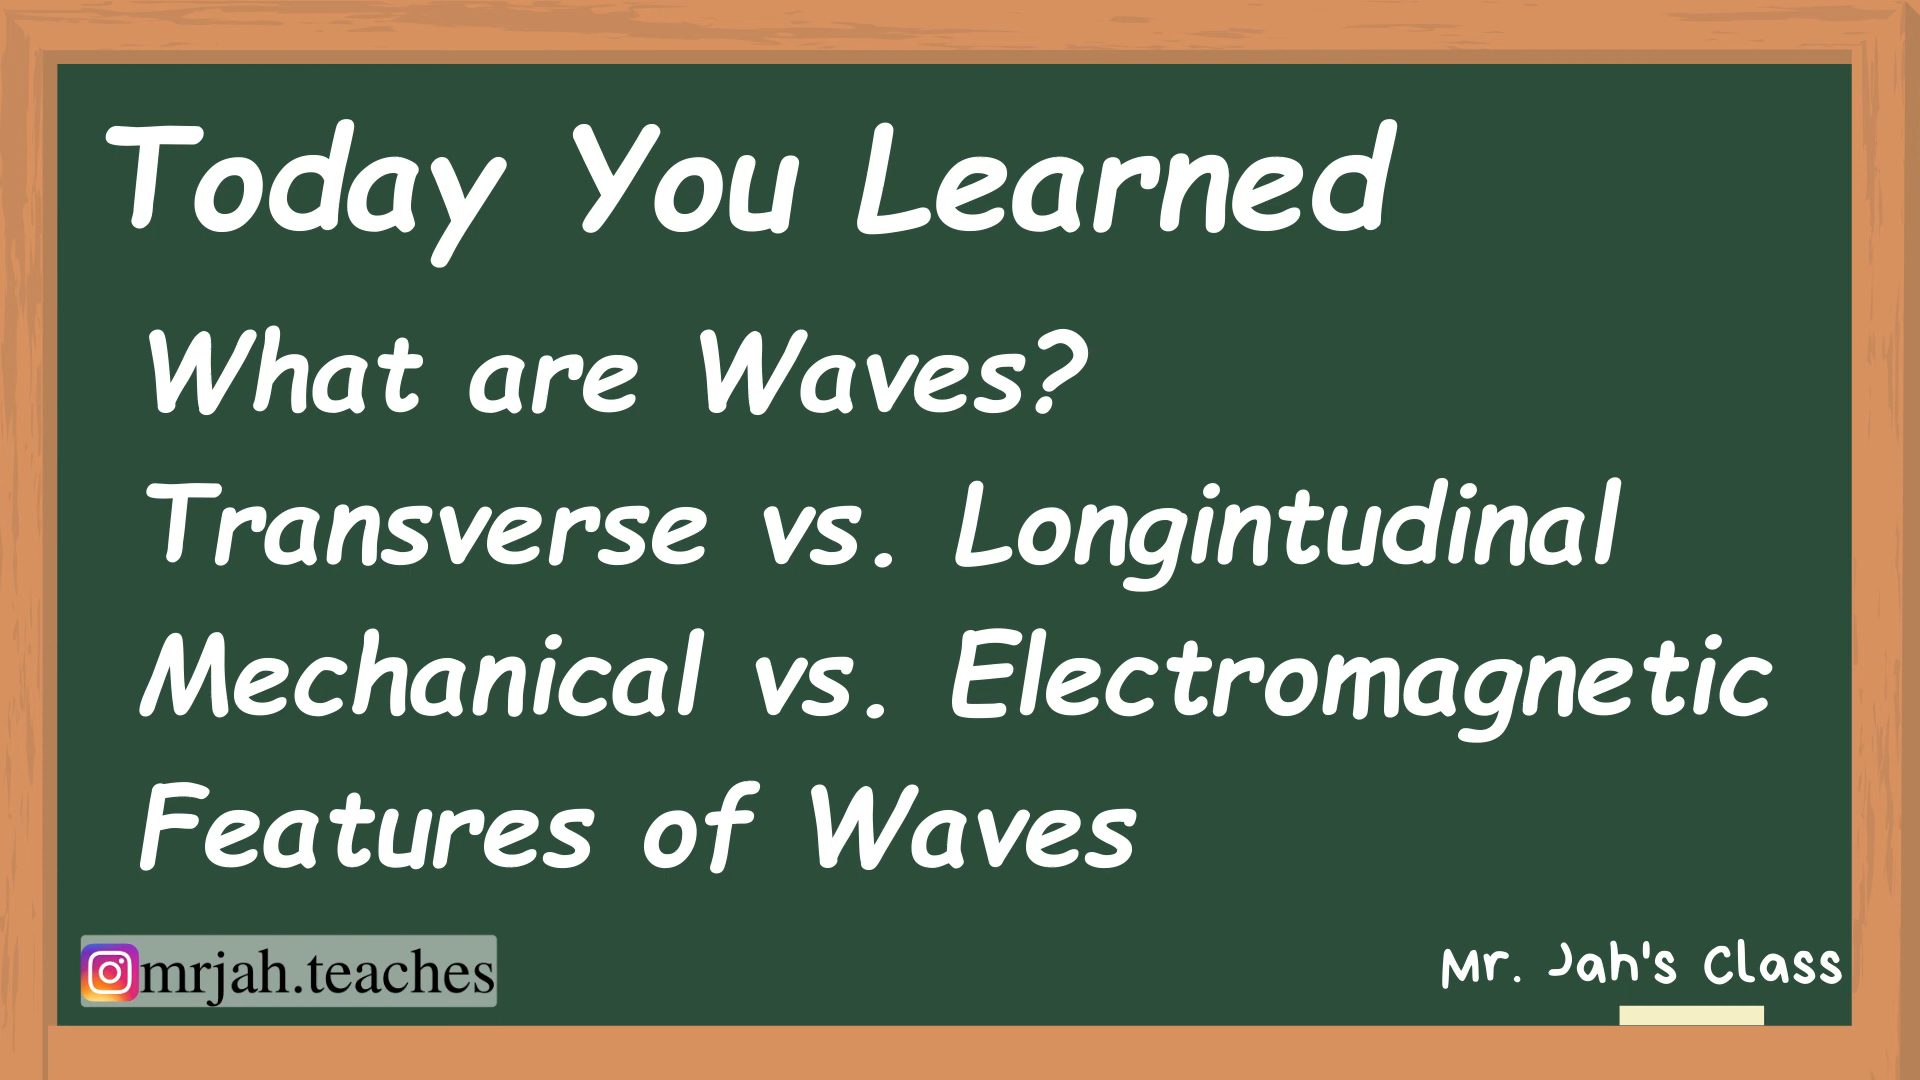 Today You Learned
What are Waves?
Transverse vs. Longintudinal
Mechanical vs. Electromagnetic
Features of Waves
mrjah.teaches
Mr. Jah's Class